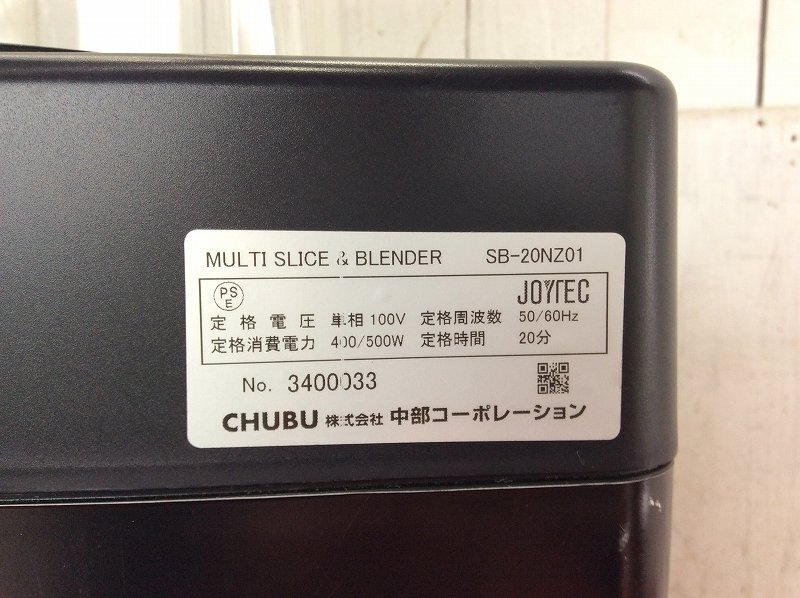 MULTI SLICE & BLENDER SB-20NZ01
PS E JOYTEC
定格電圧 単相100V 定格周波数 50/60Hz
定格消費電力 400/500W 定格時間 20分
No. 3400033
CHUBU 株式会社 中部コーポレーション